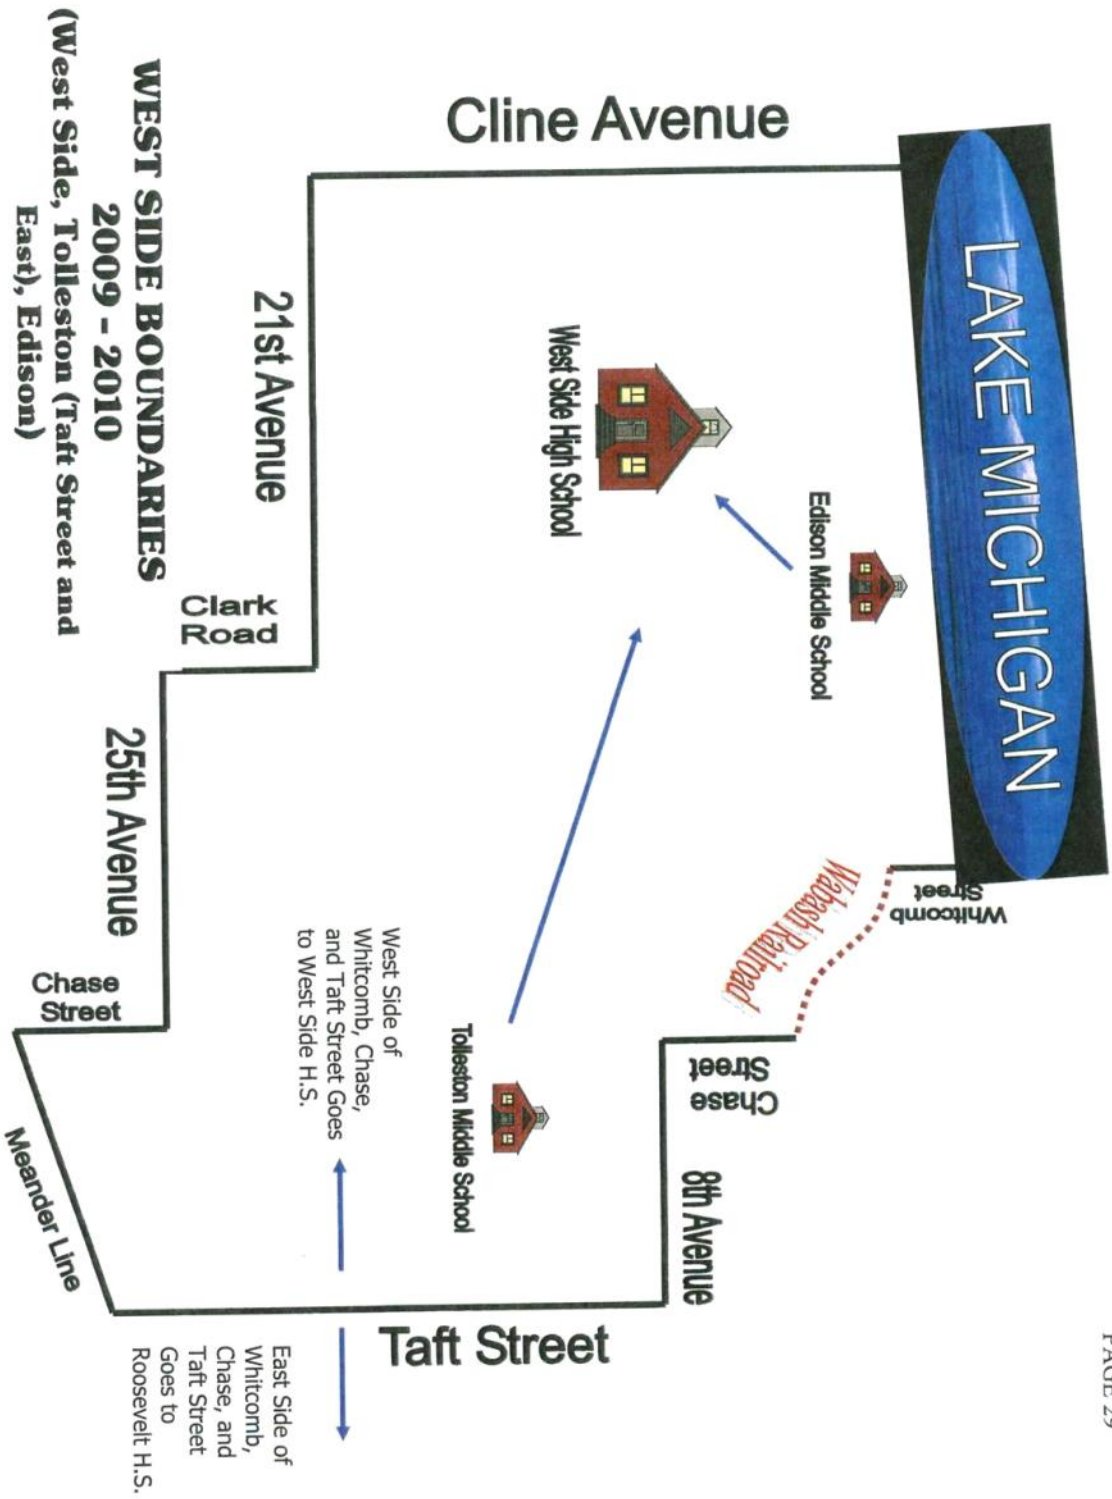 PAGE 29
LAKE MICHIGAN
Whitcomb
Street
Wabash Railroad
Chase
Street
8th Avenue
Cline Avenue
Edison Middle School
West Side High School
Tolleston Middle School
Taft Street
West Side of
Whitcomb, Chase,
and Taft Street Goes
to West Side H.S.
East Side of
Whitcomb,
Chase, and
Taft Street
Goes to
Roosevelt H.S.
21st Avenue
Clark
Road
25th Avenue
Chase
Street
Meander Line
WEST SIDE BOUNDARIES
2009 - 2010
(West Side, Tolleston (Taft Street and
East), Edison)